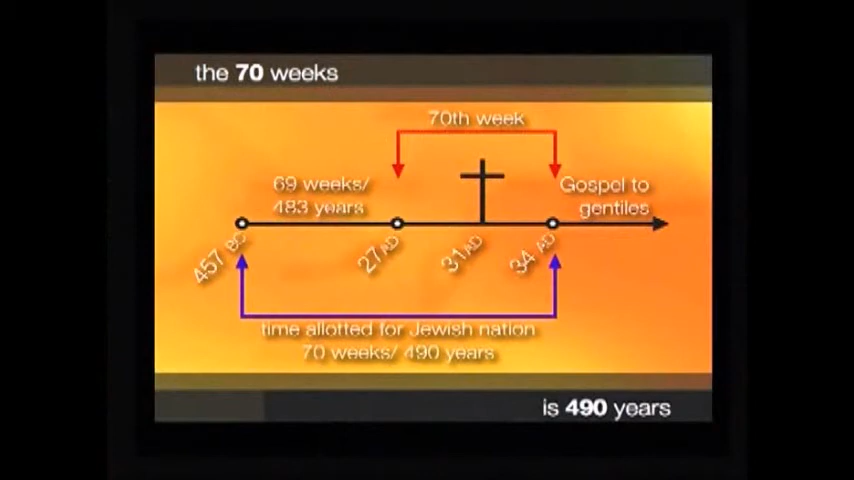 the 70 weeks
70th week
69 weeks/
483 years
Gospel to
gentiles
457 BC
27 AD
31 AD
34 AD
time allotted for Jewish nation
70 weeks/ 490 years
is 490 years